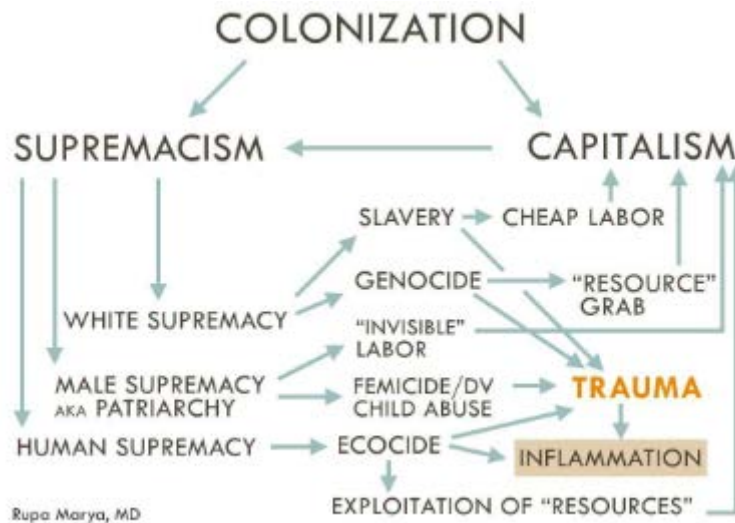 COLONIZATION
SUPREMACISM
CAPITALISM
SLAVERY
CHEAP LABOR
GENOCIDE
"RESOURCE"
GRAB
WHITE SUPREMACY
"INVISIBLE"
LABOR
MALE SUPREMACY
AKA PATRIARCHY
FEMICIDE/DV
CHILD ABUSE
TRAUMA
HUMAN SUPREMACY
ECOCIDE
INFLAMMATION
EXPLOITATION OF "RESOURCES"
Rupa Marya, MD